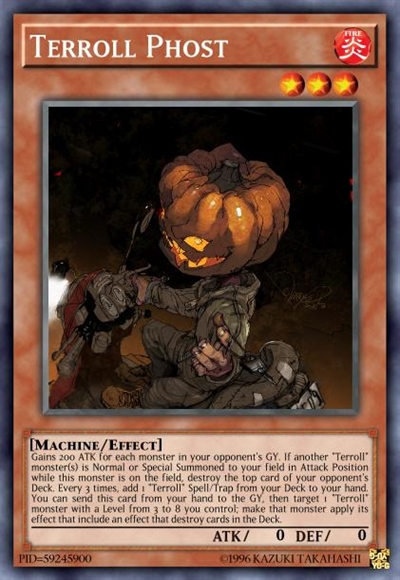 Terroll Phost
FIRE
炎
[Machine/Effect]
Gains 200 ATK for each monster in your opponent's GY. If another "Terroll"
monster(s) is Normal or Special Summoned to your field in Attack Position
while this monster is on the field, destroy the top card of your opponent's
Deck. Every 3 times, add 1 "Terroll" Spell/Trap from your Deck to your hand.
You can send this card from your hand to the GY, then target 1 "Terroll"
monster with a Level from 3 to 8 you control; make that monster apply its
effect that include an effect that destroy cards in the Deck.
ATK/ 0 DEF/ 0
PID=59245900 ©1996 KAZUKI TAKAHASHI